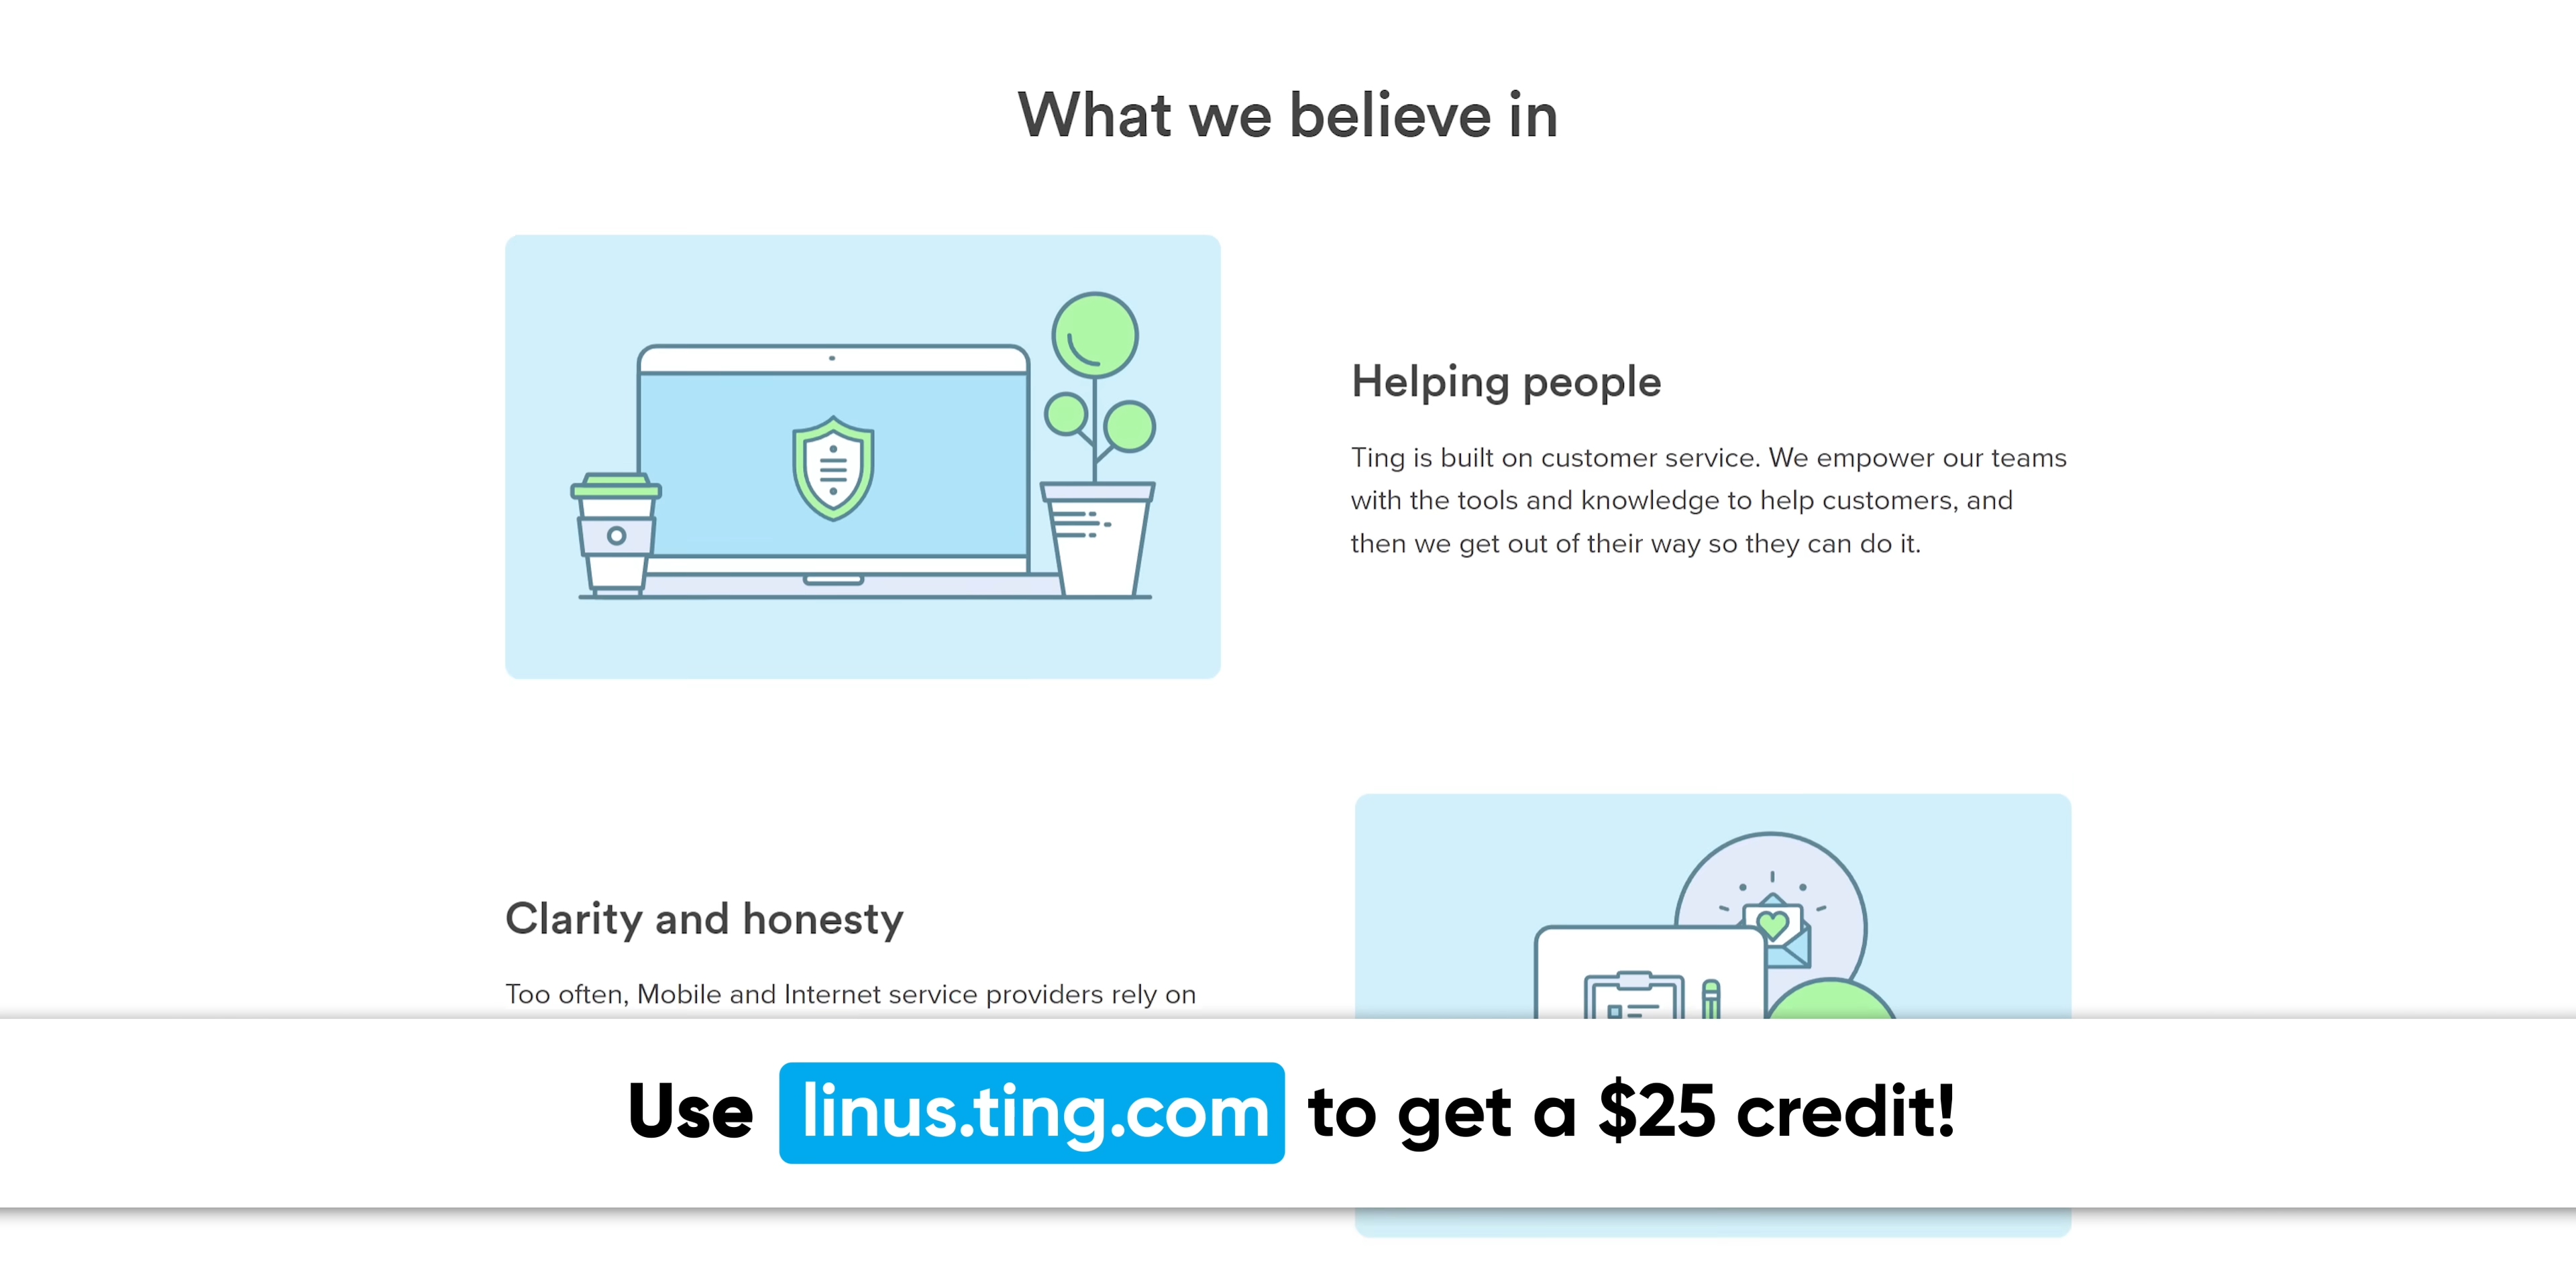 What we believe in
Helping people
Ting is built on customer service. We empower our teams
with the tools and knowledge to help customers, and
then we get out of their way so they can do it.
Clarity and honesty
Too often, Mobile and Internet service providers rely on
Use linus.ting.com to get a $25 credit!